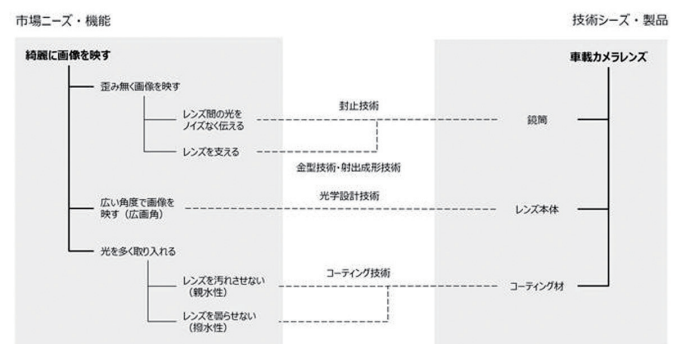 市場ニーズ・機能
技術シーズ・製品
綺麗に画像を映す
車載カメラレンズ
歪み無く画像を映す
レンズ間の光を
ノイズなく伝える
封止技術
鏡筒
レンズを支える
金型技術・射出成形技術
広い角度で画像を
映す（広画角）
光学設計技術
レンズ本体
光を多く取り入れる
レンズを汚れさせない
（親水性）
コーティング技術
コーティング材
レンズを曇らせない
（撥水性）